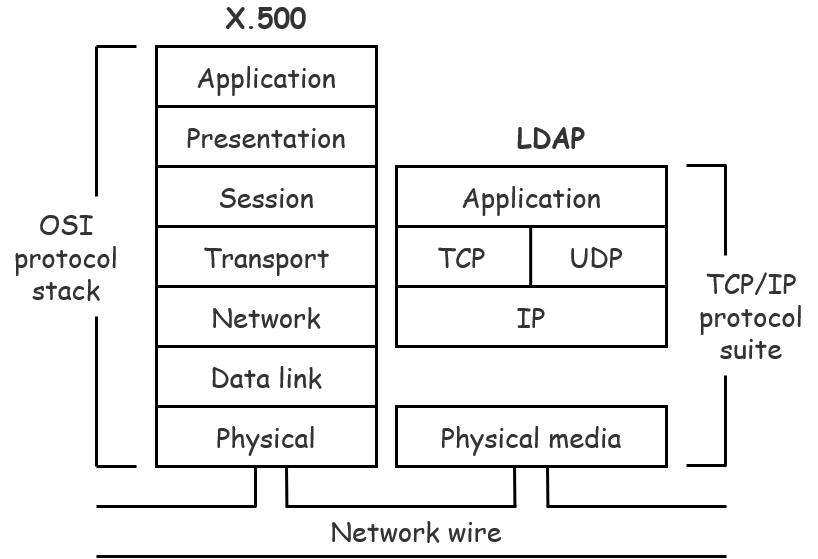 X.500
Application
Presentation
Session
Transport
Network
Data link
Physical
OSI
protocol
stack
LDAP
Application
TCP
UDP
IP
Physical media
TCP/IP
protocol
suite
Network wire